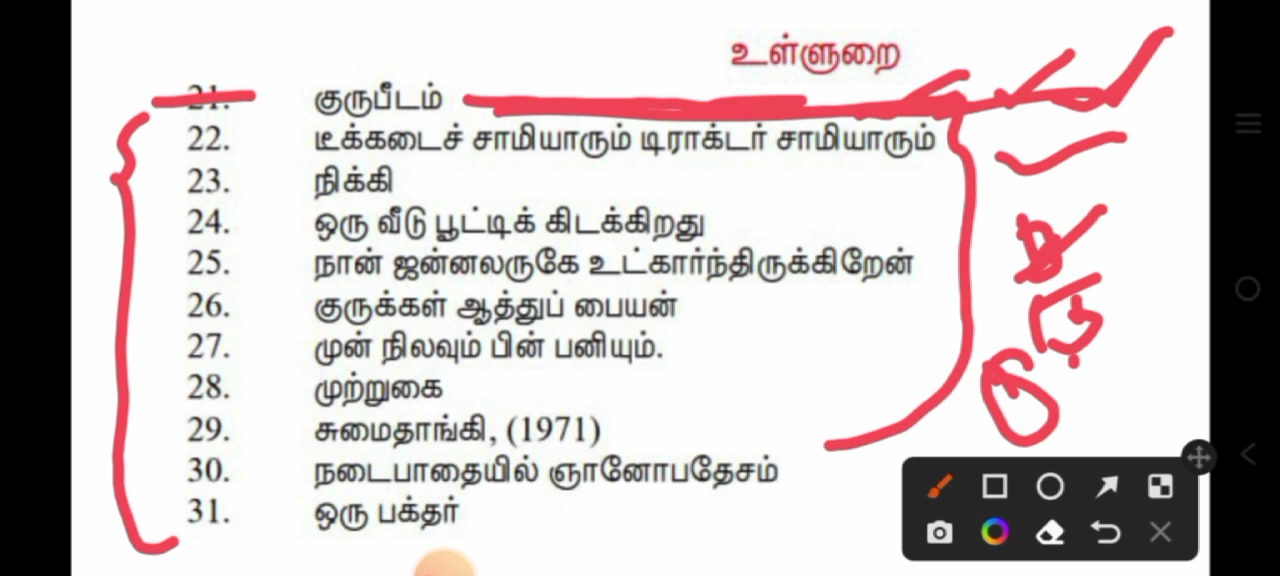 உள்ளுறை
21. குருபீடம்
22. டீக்கடைச் சாமியாரும் டிராக்டர் சாமியாரும்
23. நிக்கி
24. ஒரு வீடு பூட்டிக் கிடக்கிறது
25. நான் ஜன்னலருகே உட்கார்ந்திருக்கிறேன்
26. குருக்கள் ஆத்துப் பையன்
27. முன் நிலவும் பின் பனியும்.
28. முற்றுகை
29. சுமைதாங்கி, (1971)
30. நடைபாதையில் ஞானோபதேசம்
31. ஒரு பக்தர்